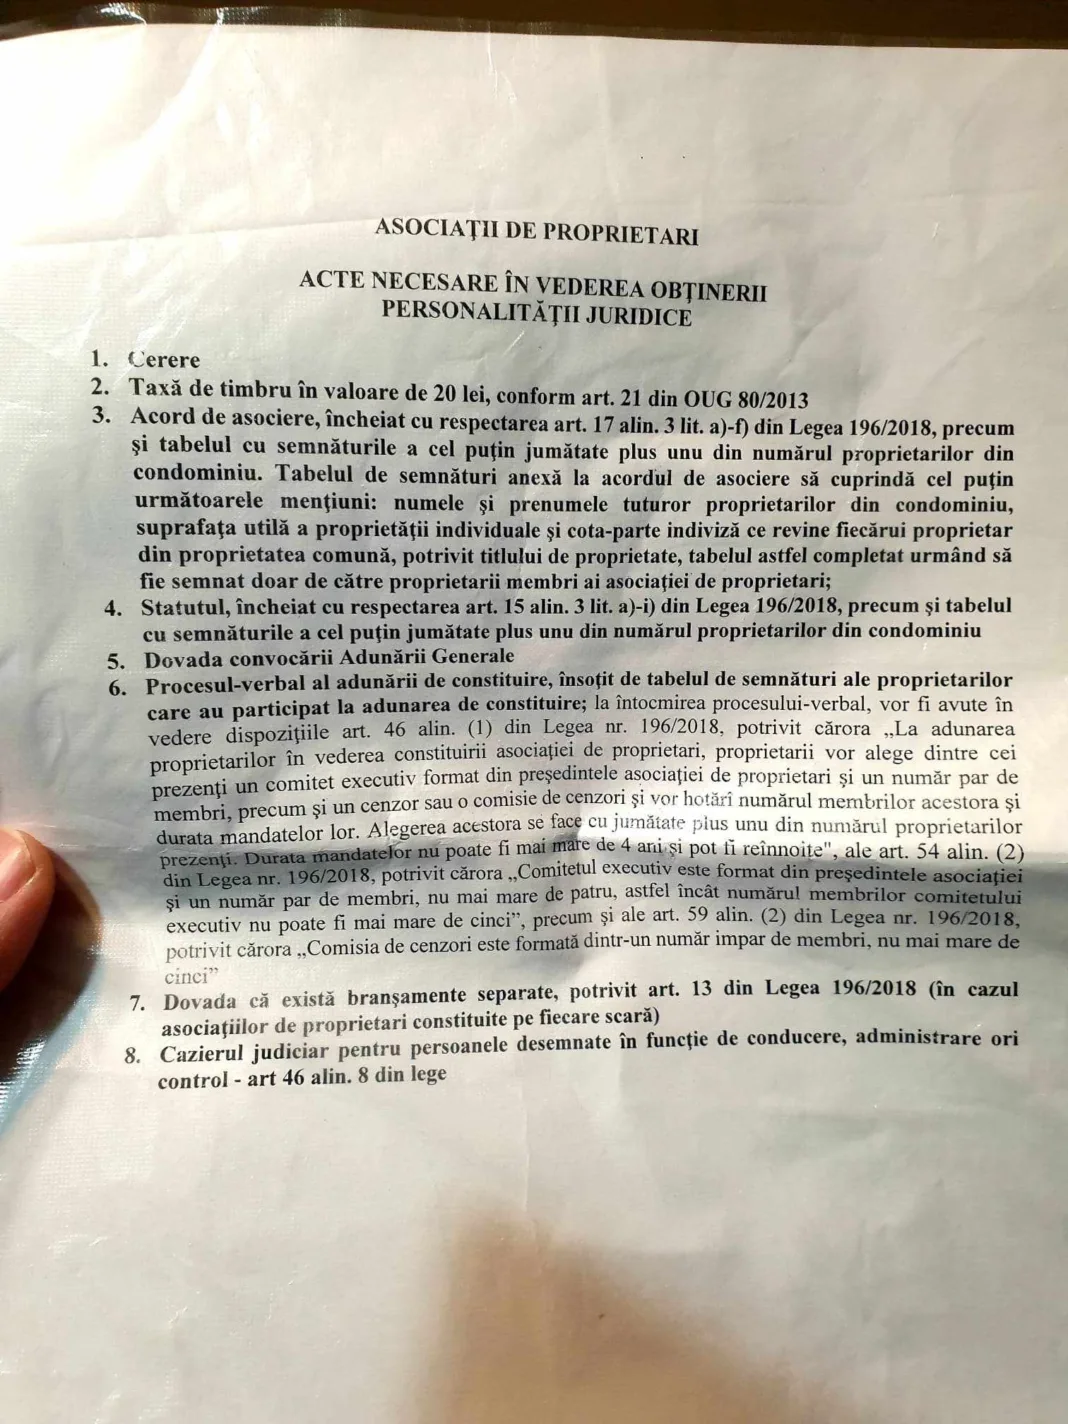 ASOCIAŢII DE PROPRIETARI
ACTE NECESARE ÎN VEDEREA OBŢINERII
PERSONALITĂŢII JURIDICE
1. Cerere
2. Taxă de timbru în valoare de 20 lei, conform art. 21 din OUG 80/2013
3. Acord de asociere, încheiat cu respectarea art. 17 alin. 3 lit. a)-f) din Legea 196/2018, precum
şi tabelul cu semnăturile a cel puţin jumătate plus unu din numărul proprietarilor din
condominiu. Tabelul de semnături anexă la acordul de asociere să cuprindă cel puţin
următoarele menţiuni: numele şi prenumele tuturor proprietarilor din condominiu,
suprafaţa utilă a proprietăţii individuale şi cota-parte indiviză ce revine fiecărui proprietar
din proprietatea comună, potrivit titlului de proprietate, tabelul astfel completat urmând să
fie semnat doar de către proprietarii membri ai asociaţiei de proprietari;
4. Statutul, încheiat cu respectarea art. 15 alin. 3 lit. a)-i) din Legea 196/2018, precum şi tabelul
cu semnăturile a cel puţin jumătate plus unu din numărul proprietarilor din condominiu
5. Dovada convocării Adunării Generale
6. Procesul-verbal al adunării de constituire, însoţit de tabelul de semnături ale proprietarilor
care au participat la adunarea de constituire; la întocmirea procesului-verbal, vor fi avute în
vedere dispoziţiile art. 46 alin. (1) din Legea nr. 196/2018, potrivit cărora „La adunarea
proprietarilor în vederea constituirii asociaţiei de proprietari, proprietarii vor alege dintre cei
prezenţi un comitet executiv format din preşedintele asociaţiei de proprietari şi un număr par de
membri, precum şi un cenzor sau o comisie de cenzori şi vor hotărî numărul membrilor acestora şi
durata mandatelor lor. Alegerea acestora se face cu jumătate plus unu din numărul proprietarilor
prezenţi. Durata mandatelor nu poate fi mai mare de 4 ani şi pot fi reînnoite", ale art. 54 alin. (2)
din Legea nr. 196/2018, potrivit cărora „Comitetul executiv este format din preşedintele asociaţiei
şi un număr par de membri, nu mai mare de patru, astfel încât numărul membrilor comitetului
executiv nu poate fi mai mare de cinci”, precum şi ale art. 59 alin. (2) din Legea nr. 196/2018,
potrivit cărora „Comisia de cenzori este formată dintr-un număr impar de membri, nu mai mare de
cinci”
7. Dovada că există branşamente separate, potrivit art. 13 din Legea 196/2018 (în cazul
asociaţiilor de proprietari constituite pe fiecare scară)
8. Cazierul judiciar pentru persoanele desemnate în funcţie de conducere, administrare ori
control - art 46 alin. 8 din lege